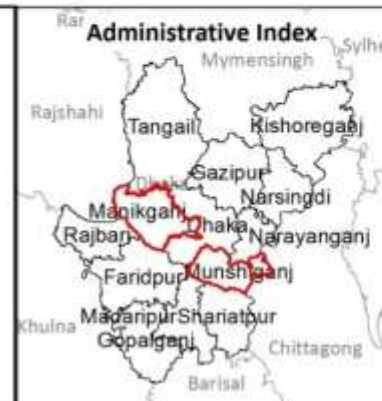 Administrative Index
Mymensingh
Rajshahi
Tangail
Kishoreganj
Gazipur
Narsingdi
Manikganj
Dhaka
Rajbari
Narayanganj
Faridpur
Munshiganj
Khulna
Madaripur
Shariatpur
Gopalganj
Chittagong
Barisal